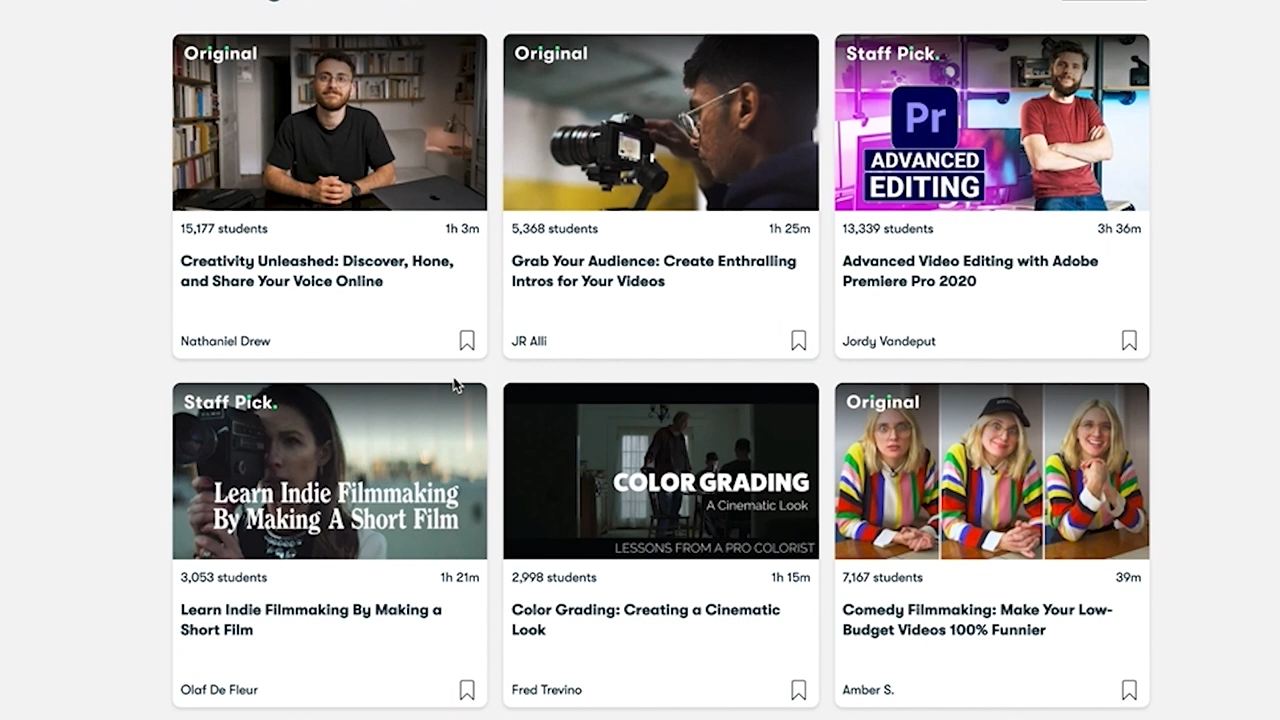 Original
15,177 students 1h 3m
Creativity Unleashed: Discover, Hone,
and Share Your Voice Online
Nathaniel Drew
Original
5,368 students 1h 25m
Grab Your Audience: Create Enthralling
Intros for Your Videos
JR Alli
Staff Pick.
Pr
ADVANCED
EDITING
13,339 students 3h 36m
Advanced Video Editing with Adobe
Premiere Pro 2020
Jordy Vandeput
Staff Pick.
Learn Indie Filmmaking
By Making A Short Film
3,053 students 1h 21m
Learn Indie Filmmaking By Making a
Short Film
Olaf De Fleur
COLOR GRADING
A Cinematic Look
LESSONS FROM A PRO COLORIST
2,998 students 1h 15m
Color Grading: Creating a Cinematic
Look
Fred Trevino
Original
7,167 students 39m
Comedy Filmmaking: Make Your Low-
Budget Videos 100% Funnier
Amber S.